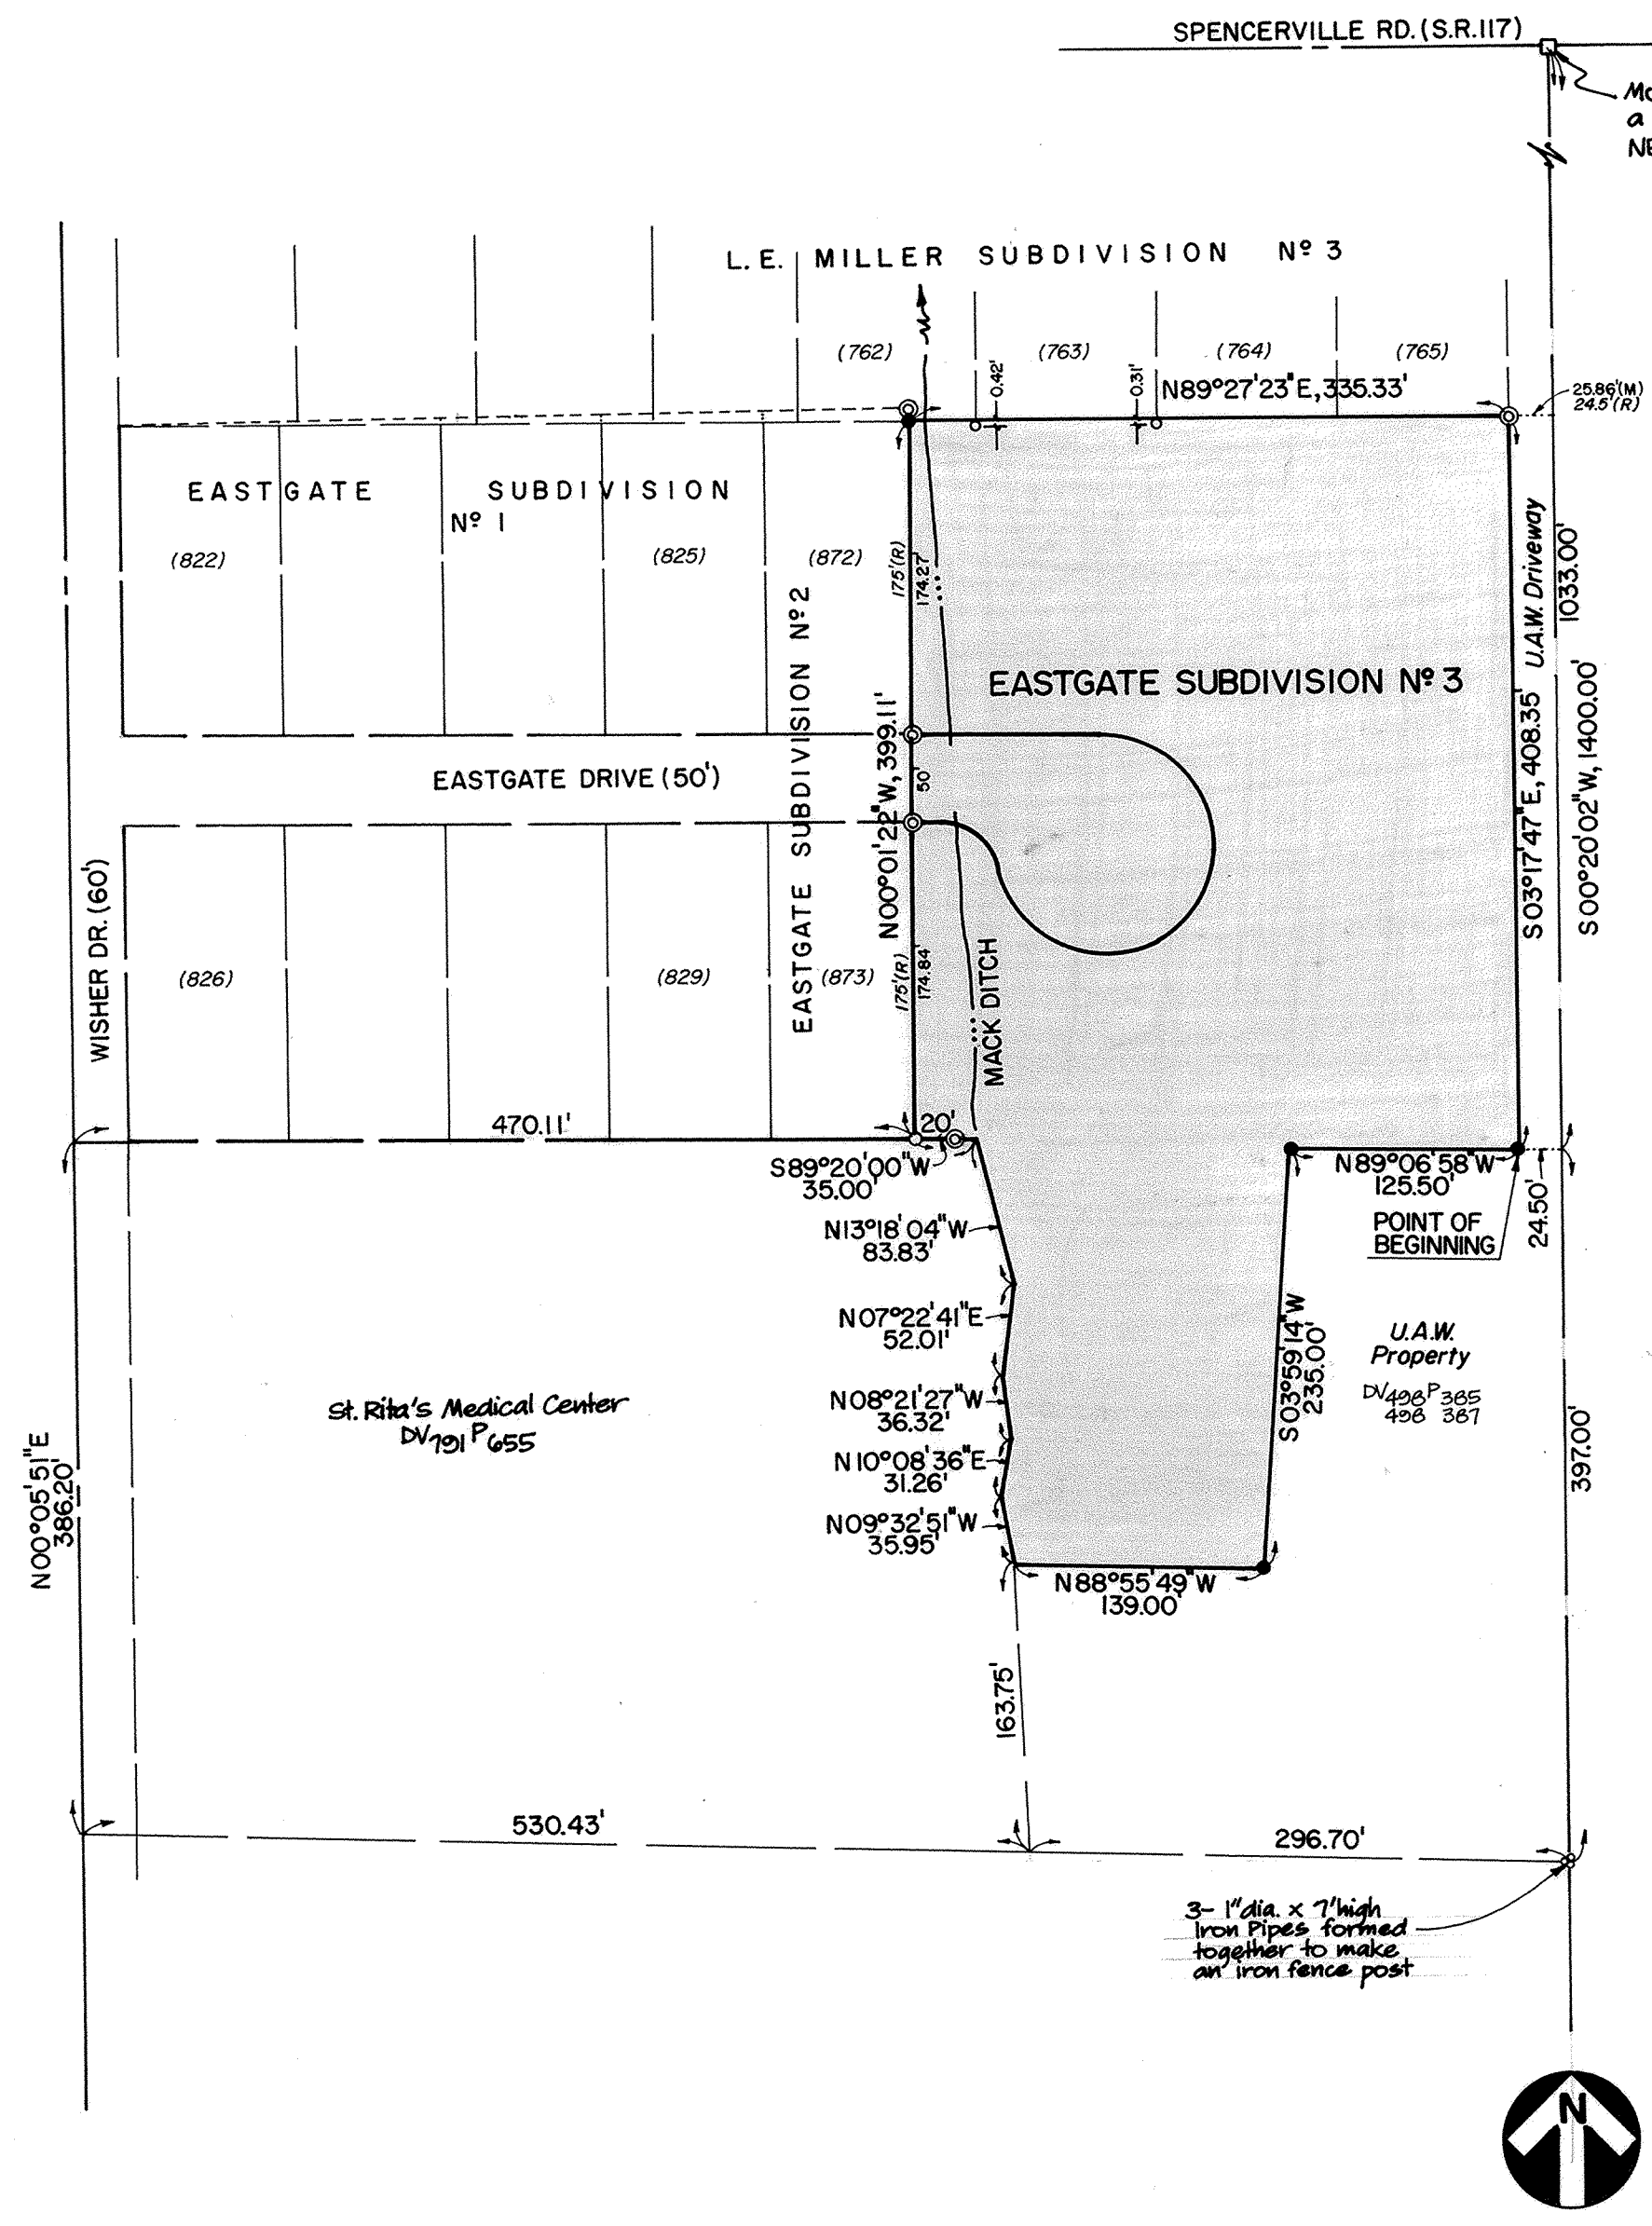 SPENCERVILLE RD. (S.R.117)
a
L. E. MILLER SUBDIVISION Nº 3
(762)
(763)
(764)
(765)
0.42'
0.31'
N89°27'23"E, 335.33'
25.86'(M)
24.5'(R)
EASTGATE SUBDIVISION
Nº 1
(822)
(825)
(872)
175'(R)
174.27'
EASTGATE SUBDIVISION Nº 2
EASTGATE SUBDIVISION Nº 3
U.A.W. Driveway
1033.00'
S03°17'47"E, 408.35'
S00°20'02"W, 1400.00'
N00°01'22"W, 399.11'
50'
EASTGATE DRIVE (50')
WISHER DR. (60')
(826)
(829)
(873)
175'(R)
174.84'
MACK DITCH
470.11'
20'
S89°20'00"W
35.00'
N89°06'58"W
125.50'
POINT OF
BEGINNING
24.50'
N13°18'04"W
83.83'
N07°22'41"E
52.01'
N08°21'27"W
36.32'
N10°08'36"E
31.26'
N09°32'51"W
35.95'
S03°59'14"W
235.00'
U.A.W.
Property
DV498 P385
498 387
397.00'
St. Rita's Medical Center
DV791 P655
N00°05'51"E
386.20'
N88°55'49"W
139.00'
163.75'
530.43'
296.70'
3- 1"dia. x 7'high
Iron Pipes formed
together to make
an iron fence post
N